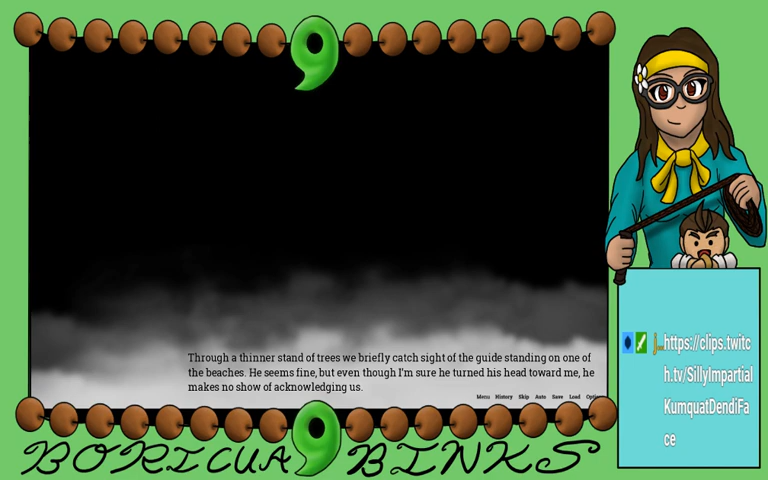 Through a thinner stand of trees we briefly catch sight of the guide standing on one of
the beaches. He seems fine, but even though I'm sure he turned his head toward me, he
makes no show of acknowledging us.
Menu History Skip Auto Save Load
j...https://clips.twitc
h.tv/SillyImpartial
KumquatDendiFa
ce
BORICUA BINKS